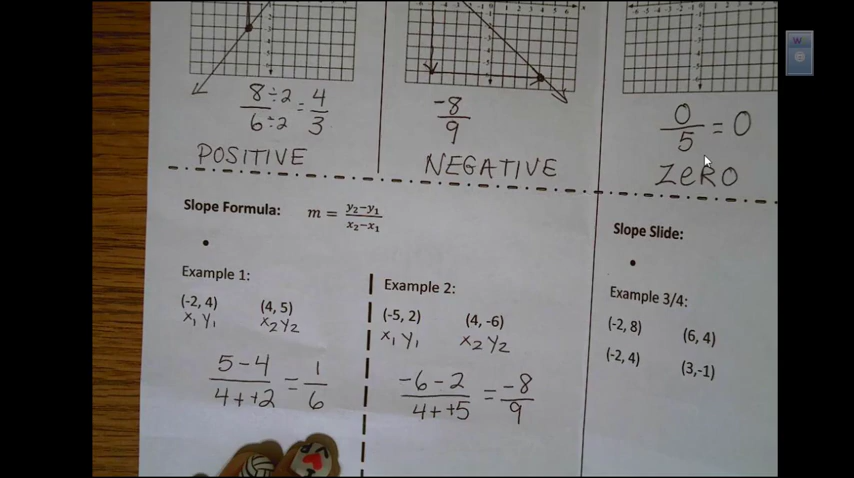 8÷2 = 4
6÷2 3
POSITIVE
-8
9
NEGATIVE
0
5 = 0
ZeRO
Slope Formula: m = y₂−y₁
x₂−x₁
Example 1:
(-2, 4) (4, 5)
X₁ Y₁ X₂ Y₂
5-4 = 1
4++2 6
Example 2:
(-5, 2) (4, -6)
X₁ Y₁ X₂ Y₂
-6-2 = -8
4++5 9
Slope Slide:
Example 3/4:
(-2, 8) (6, 4)
(-2, 4) (3,-1)
W